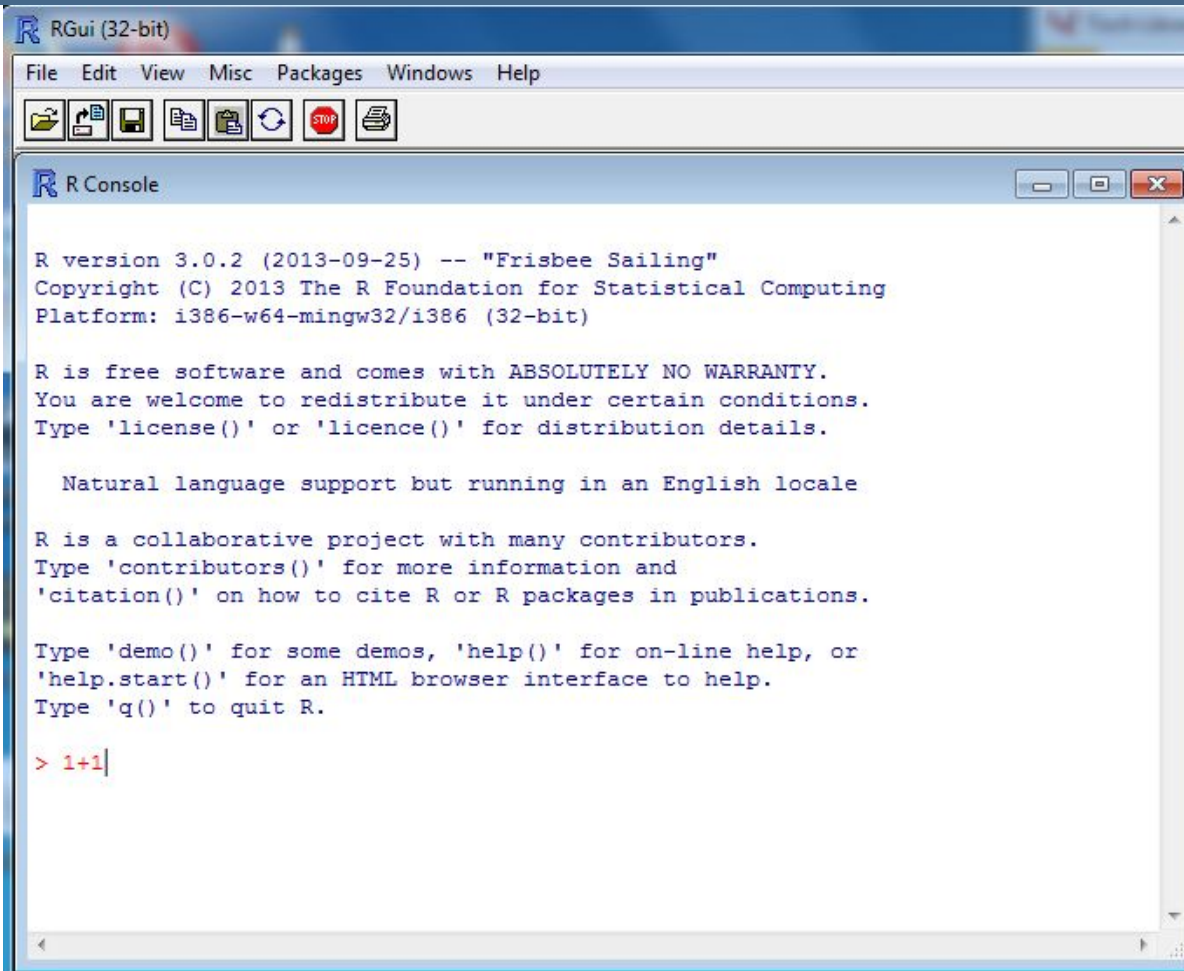 RGui (32-bit)
File Edit View Misc Packages Windows Help
STOP
R Console
R version 3.0.2 (2013-09-25) -- "Frisbee Sailing"
Copyright (C) 2013 The R Foundation for Statistical Computing
Platform: i386-w64-mingw32/i386 (32-bit)
R is free software and comes with ABSOLUTELY NO WARRANTY.
You are welcome to redistribute it under certain conditions.
Type 'license()' or 'licence()' for distribution details.
Natural language support but running in an English locale
R is a collaborative project with many contributors.
Type 'contributors()' for more information and
'citation()' on how to cite R or R packages in publications.
Type 'demo()' for some demos, 'help()' for on-line help, or
'help.start()' for an HTML browser interface to help.
Type 'q()' to quit R.
> 1+1